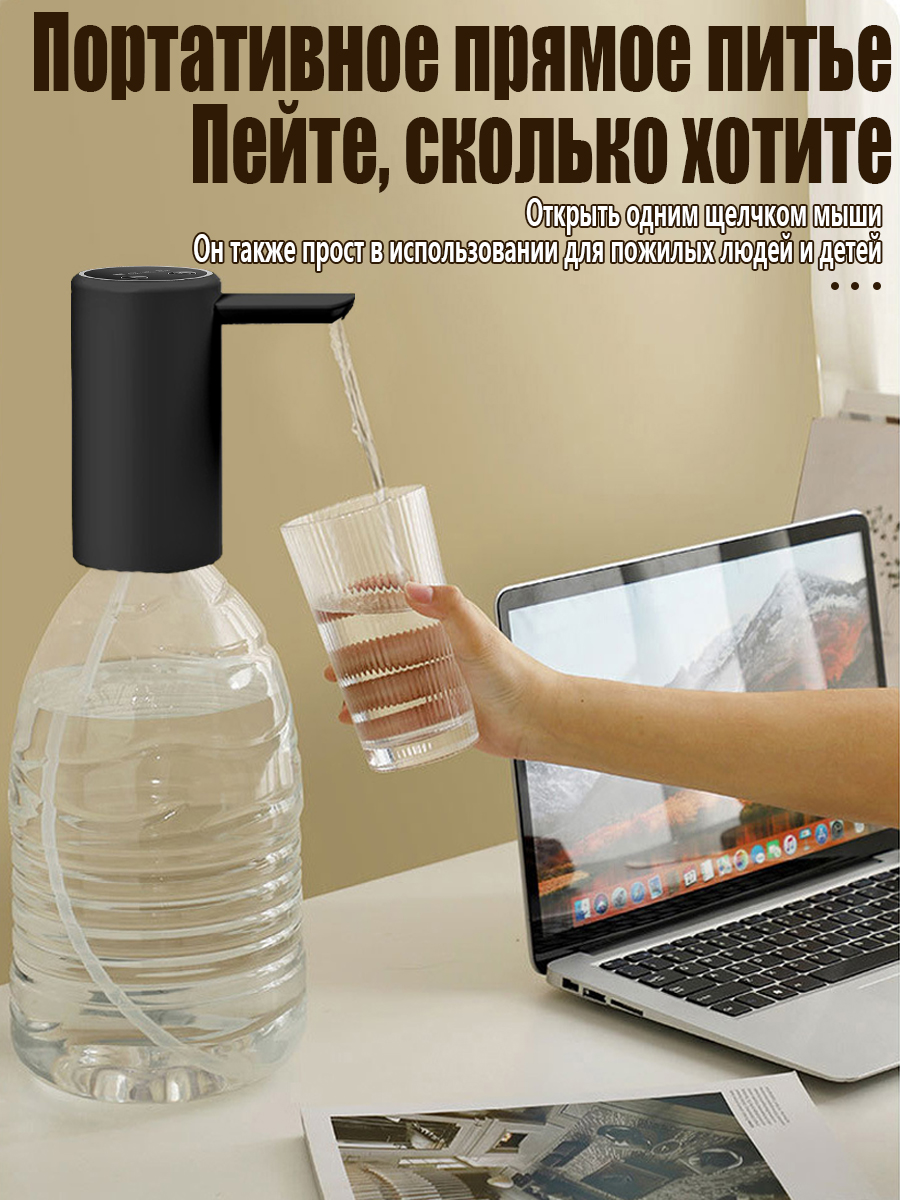 Портативное прямое питье
Пейте, сколько хотите
Открыть одним щелчком мыши
Он также прост в использовании для пожилых людей и детей
...